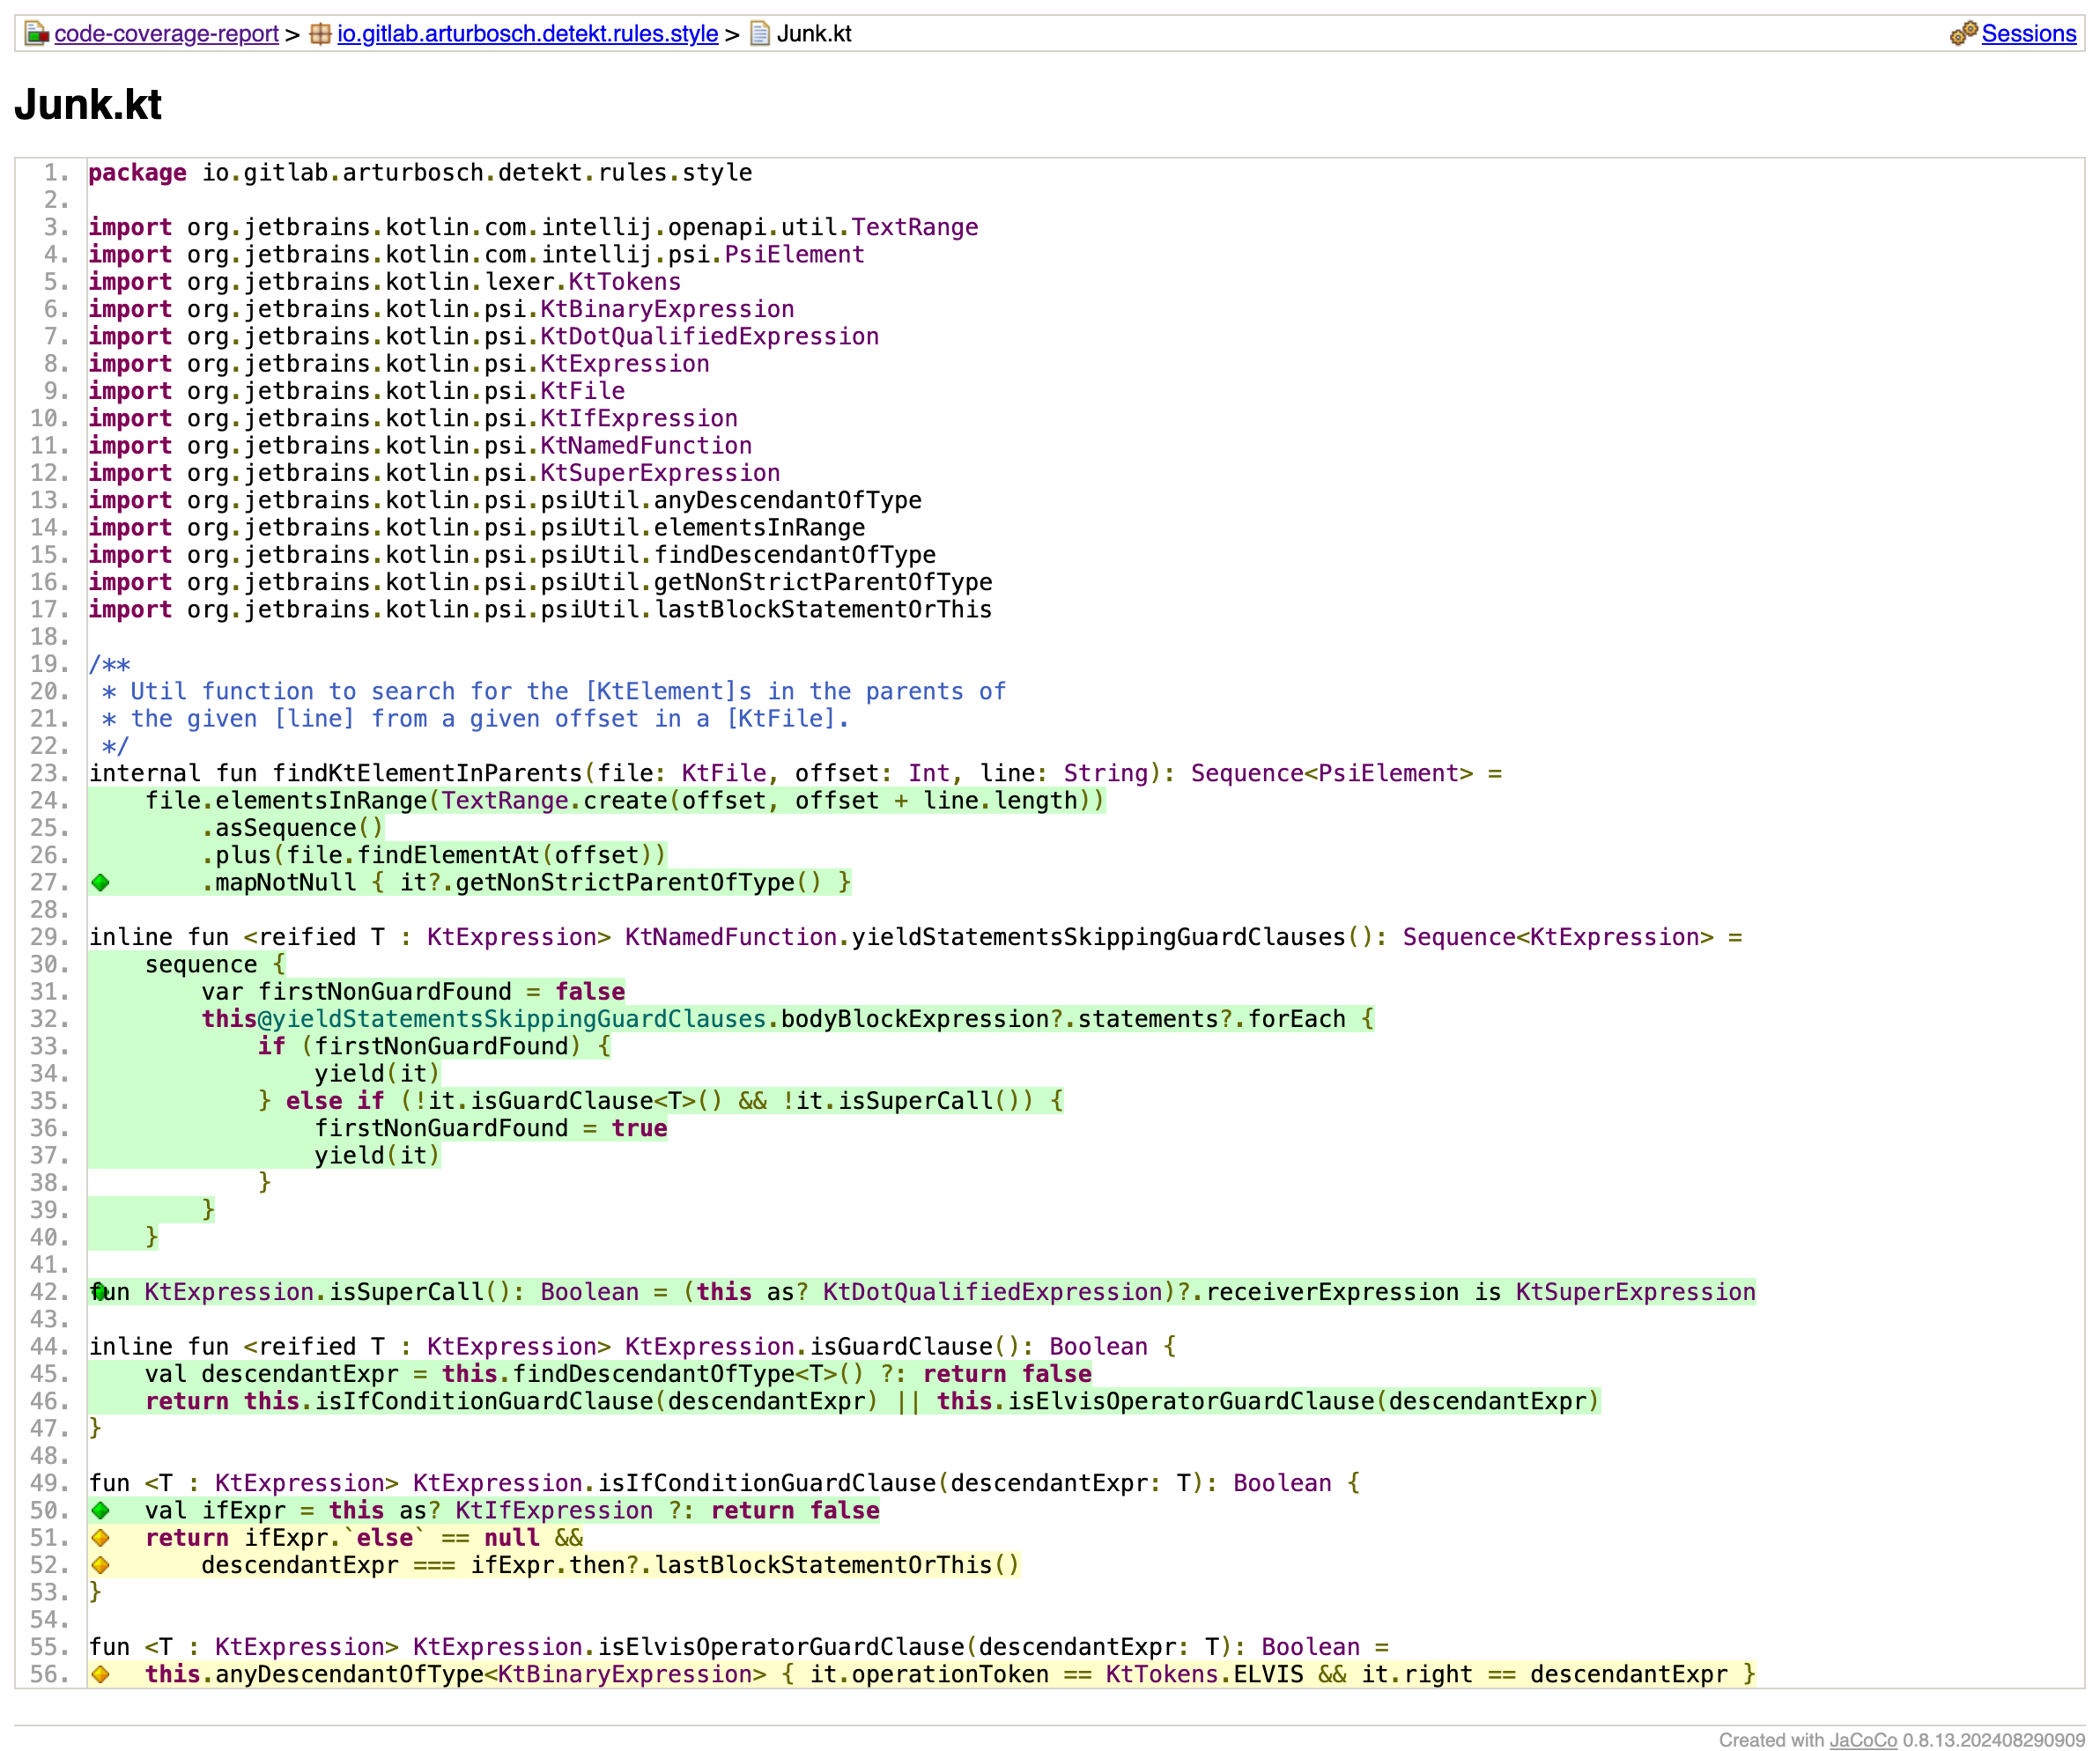 code-coverage-report > io.gitlab.arturbosch.detekt.rules.style > Junk.kt Sessions
Junk.kt
1. package io.gitlab.arturbosch.detekt.rules.style
2.
3. import org.jetbrains.kotlin.com.intellij.openapi.util.TextRange
4. import org.jetbrains.kotlin.com.intellij.psi.PsiElement
5. import org.jetbrains.kotlin.lexer.KtTokens
6. import org.jetbrains.kotlin.psi.KtBinaryExpression
7. import org.jetbrains.kotlin.psi.KtDotQualifiedExpression
8. import org.jetbrains.kotlin.psi.KtExpression
9. import org.jetbrains.kotlin.psi.KtFile
10. import org.jetbrains.kotlin.psi.KtIfExpression
11. import org.jetbrains.kotlin.psi.KtNamedFunction
12. import org.jetbrains.kotlin.psi.KtSuperExpression
13. import org.jetbrains.kotlin.psi.psiUtil.anyDescendantOfType
14. import org.jetbrains.kotlin.psi.psiUtil.elementsInRange
15. import org.jetbrains.kotlin.psi.psiUtil.findDescendantOfType
16. import org.jetbrains.kotlin.psi.psiUtil.getNonStrictParentOfType
17. import org.jetbrains.kotlin.psi.psiUtil.lastBlockStatementOrThis
18.
19. /**
20.  * Util function to search for the [KtElement]s in the parents of
21.  * the given [line] from a given offset in a [KtFile].
22.  */
23. internal fun findKtElementInParents(file: KtFile, offset: Int, line: String): Sequence<PsiElement> =
24.     file.elementsInRange(TextRange.create(offset, offset + line.length))
25.         .asSequence()
26.         .plus(file.findElementAt(offset))
27.         .mapNotNull { it?.getNonStrictParentOfType() }
28.
29. inline fun <reified T : KtExpression> KtNamedFunction.yieldStatementsSkippingGuardClauses(): Sequence<KtExpression> =
30.     sequence {
31.         var firstNonGuardFound = false
32.         this@yieldStatementsSkippingGuardClauses.bodyBlockExpression?.statements?.forEach {
33.             if (firstNonGuardFound) {
34.                 yield(it)
35.             } else if (!it.isGuardClause<T>() && !it.isSuperCall()) {
36.                 firstNonGuardFound = true
37.                 yield(it)
38.             }
39.         }
40.     }
41.
42. fun KtExpression.isSuperCall(): Boolean = (this as? KtDotQualifiedExpression)?.receiverExpression is KtSuperExpression
43.
44. inline fun <reified T : KtExpression> KtExpression.isGuardClause(): Boolean {
45.     val descendantExpr = this.findDescendantOfType<T>() ?: return false
46.     return this.isIfConditionGuardClause(descendantExpr) || this.isElvisOperatorGuardClause(descendantExpr)
47. }
48.
49. fun <T : KtExpression> KtExpression.isIfConditionGuardClause(descendantExpr: T): Boolean {
50.     val ifExpr = this as? KtIfExpression ?: return false
51.     return ifExpr.`else` == null &&
52.         descendantExpr === ifExpr.then?.lastBlockStatementOrThis()
53. }
54.
55. fun <T : KtExpression> KtExpression.isElvisOperatorGuardClause(descendantExpr: T): Boolean =
56.     this.anyDescendantOfType<KtBinaryExpression> { it.operationToken == KtTokens.ELVIS && it.right == descendantExpr }
Created with JaCoCo 0.8.13.202408290909